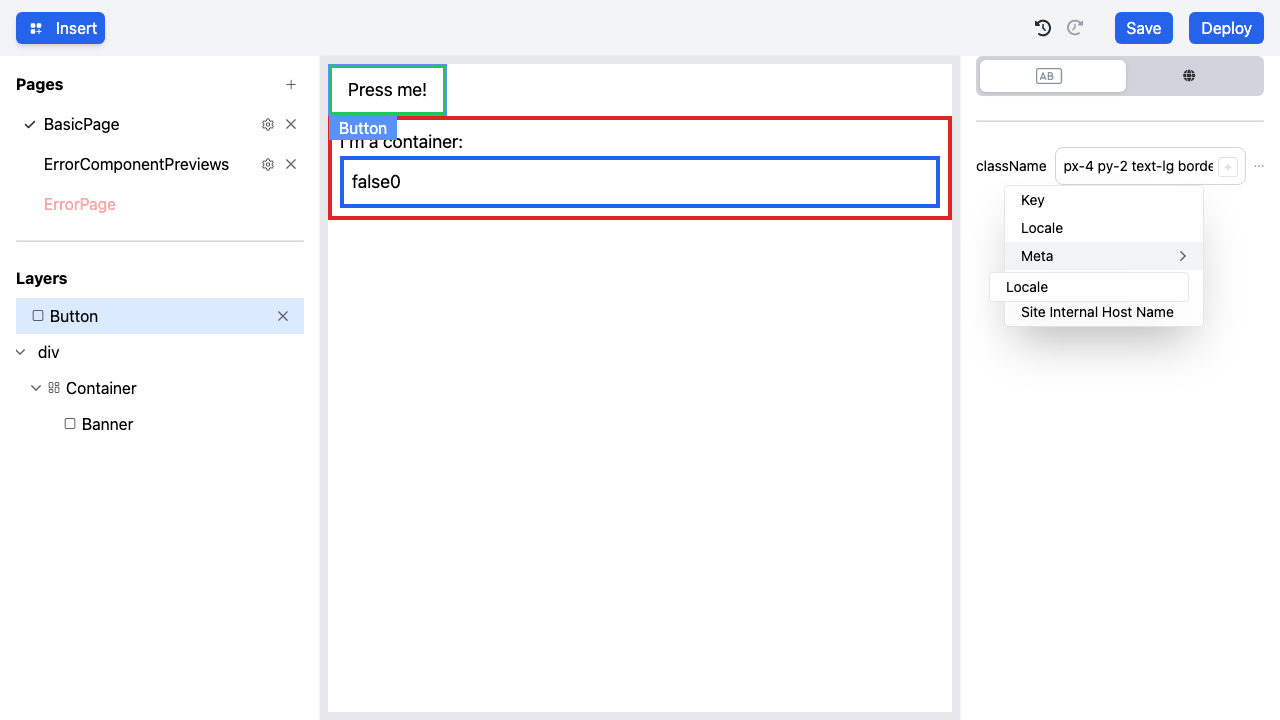 Insert
Save
Deploy
Pages
BasicPage
ErrorComponentPreviews
ErrorPage
Layers
Button
div
Container
Banner
Press me!
Button
I'm a container:
false0
AB
className
px-4 py-2 text-lg borde
Key
Locale
Meta
Locale
Site Internal Host Name